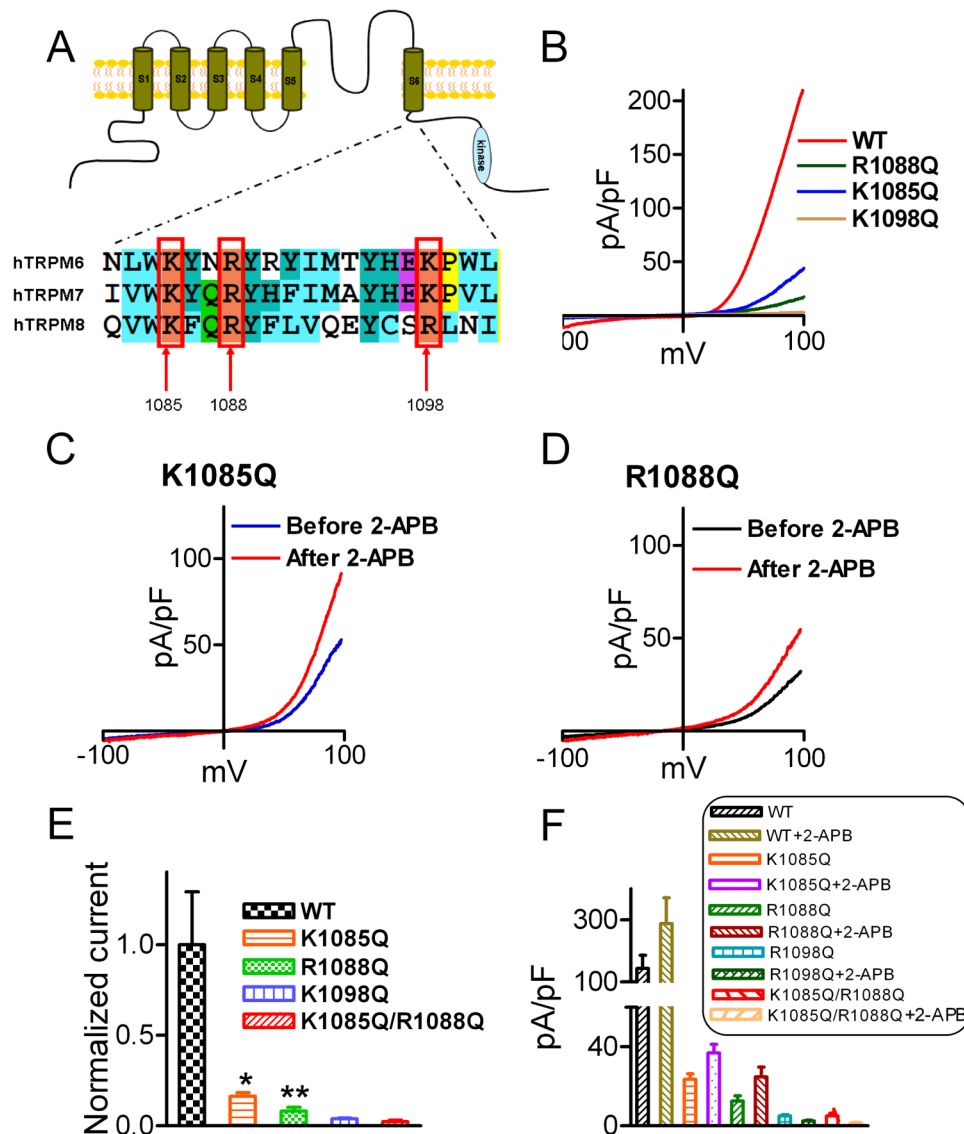 A
S1 S2 S3 S4 S5 S6
kinase
hTRPM6 NLWKYNRYRYIMTYHEKPWL
hTRPM7 IVWKYQRYHFIMAYHEKPVL
hTRPM8 QVWKFQRYFLVQEYCSRLNI
1085 1088 1098
B
pA/pF
200
150
100
50
WT
R1088Q
K1085Q
K1098Q
00 mV 100
C
K1085Q
Before 2-APB
After 2-APB
pA/pF
100
50
-100 0 100
mV
D
R1088Q
Before 2-APB
After 2-APB
pA/pF
100
50
-100 0 100
mV
E
Normalized current
1.0
0.5
0.0
WT
K1085Q
R1088Q
K1098Q
K1085Q/R1088Q
* **
F
pA/pF
300
100
40
0
WT
WT+2-APB
K1085Q
K1085Q+2-APB
R1088Q
R1088Q+2-APB
R1098Q
R1098Q+2-APB
K1085Q/R1088Q
K1085Q/R1088Q+2-APB